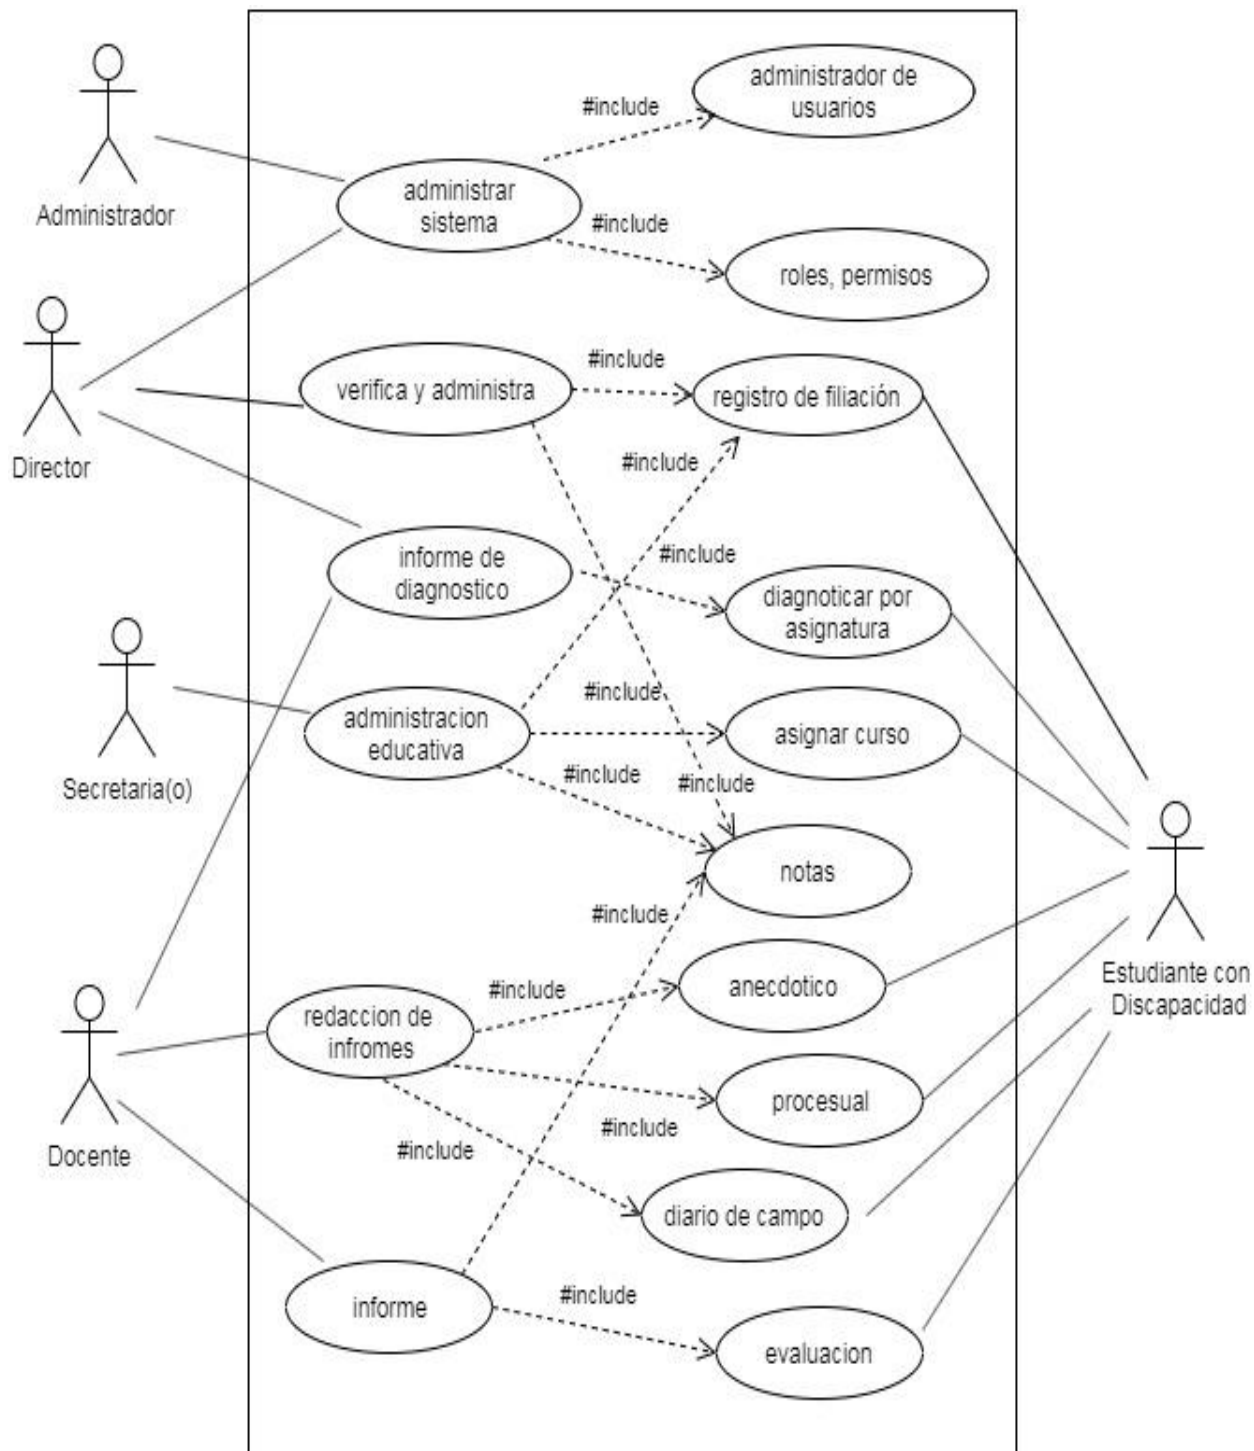 administrador de
usuarios
#include
Administrador
administrar
sistema
#include
roles, permisos
#include
verifica y administra
registro de filiación
Director
#include
informe de
diagnostico
#include
diagnoticar por
asignatura
Secretaria(o)
administracion
educativa
#include
asignar curso
#include
#include
notas
#include
Estudiante con
Discapacidad
anecdotico
#include
redaccion de
infromes
procesual
#include
Docente
#include
diario de campo
informe
#include
evaluacion